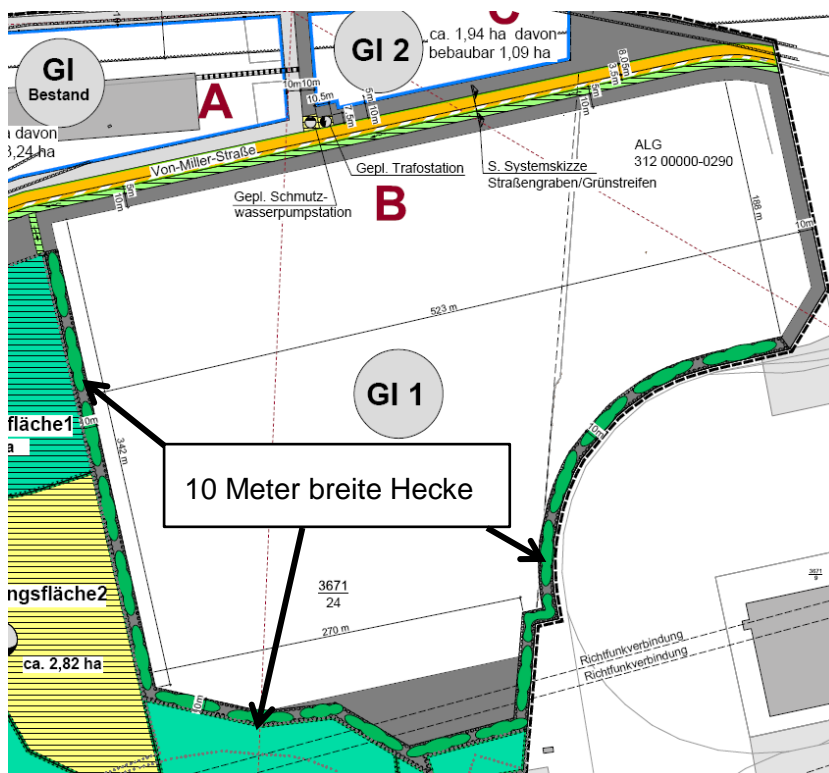 C
GI 2
ca. 1,94 ha davon
bebaubar 1,09 ha
GI
Bestand
A
10m
10m
10.5m
7.5m
5m
10m
8.05m
3.5m
5m
10m
a davon
3,24 ha
Von-Miller-Straße
Gepl. Trafostation
S. Systemskizze
Straßengraben/Grünstreifen
ALG
312 00000-0290
Gepl. Schmutz-
wasserpumpstation
B
5m
10m
188 m
10m
523 m
GI 1
fläche1
a
10m
10m
342 m
10 Meter breite Hecke
ngsfläche2
ca. 2,82 ha
3671
24
270 m
3671
9
Richtfunkverbindung
Richtfunkverbindung
10m